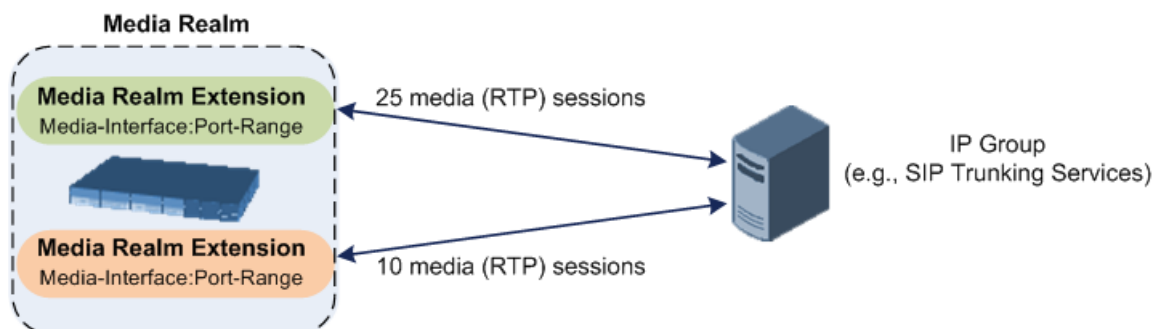 Media Realm
Media Realm Extension
Media-Interface:Port-Range
25 media (RTP) sessions
IP Group
(e.g., SIP Trunking Services)
Media Realm Extension
Media-Interface:Port-Range
10 media (RTP) sessions